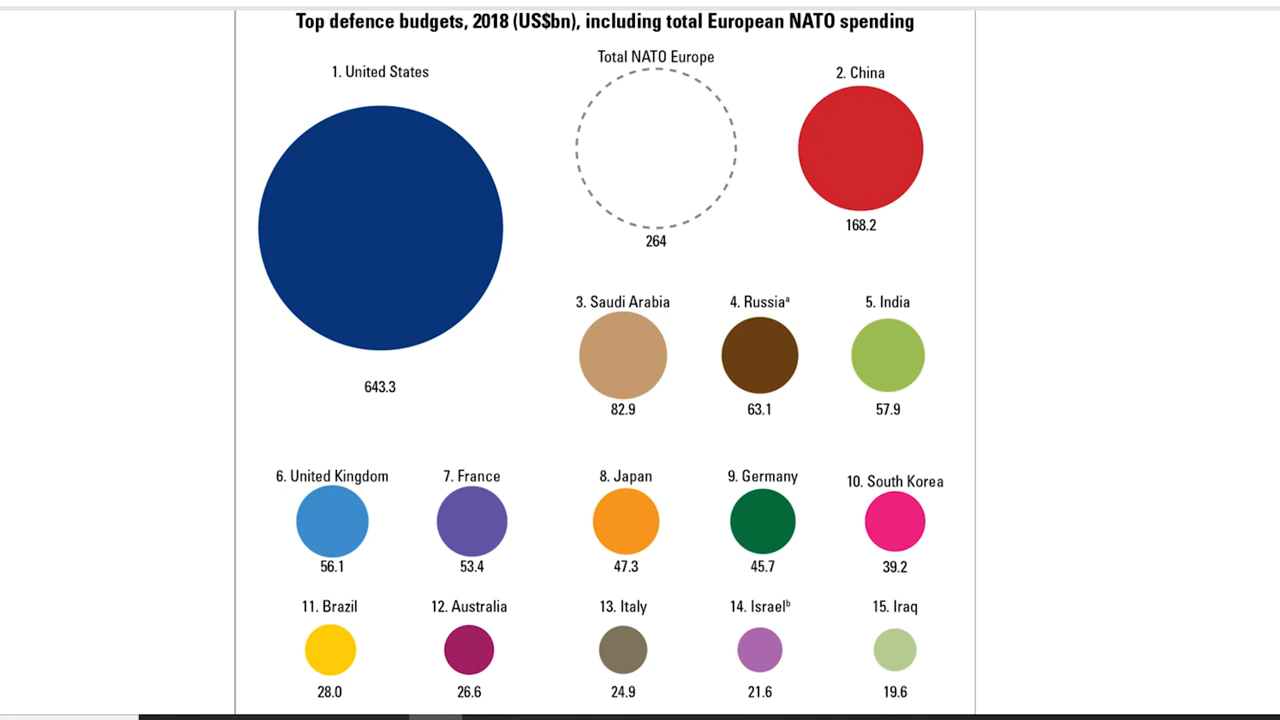 Top defence budgets, 2018 (US$bn), including total European NATO spending
1. United States
Total NATO Europe
2. China
643.3
264
168.2
3. Saudi Arabia
4. Russiaª
5. India
82.9
63.1
57.9
6. United Kingdom
7. France
8. Japan
9. Germany
10. South Korea
56.1
53.4
47.3
45.7
39.2
11. Brazil
12. Australia
13. Italy
14. Israelᵇ
15. Iraq
28.0
26.6
24.9
21.6
19.6